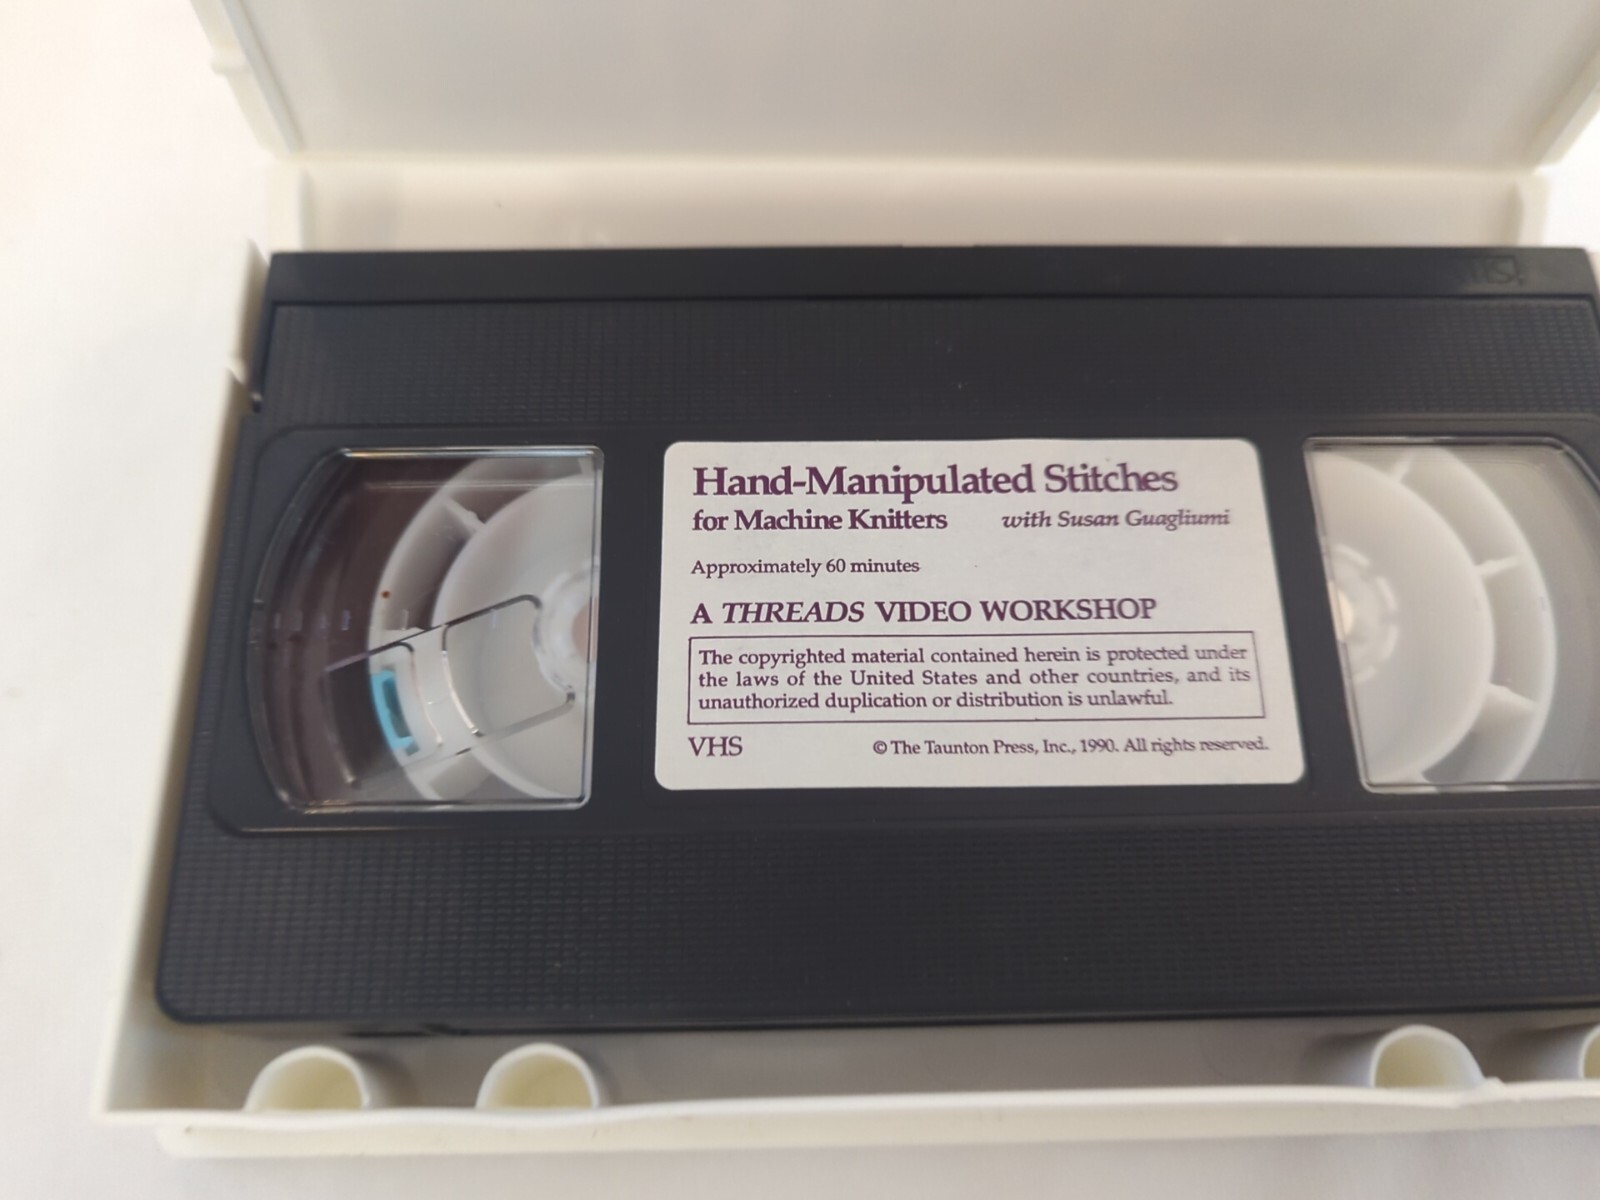 VHS
Hand-Manipulated Stitches
for Machine Knitters with Susan Guagliumi
Approximately 60 minutes
A THREADS VIDEO WORKSHOP
The copyrighted material contained herein is protected under
the laws of the United States and other countries, and its
unauthorized duplication or distribution is unlawful.
VHS © The Taunton Press, Inc., 1990. All rights reserved.